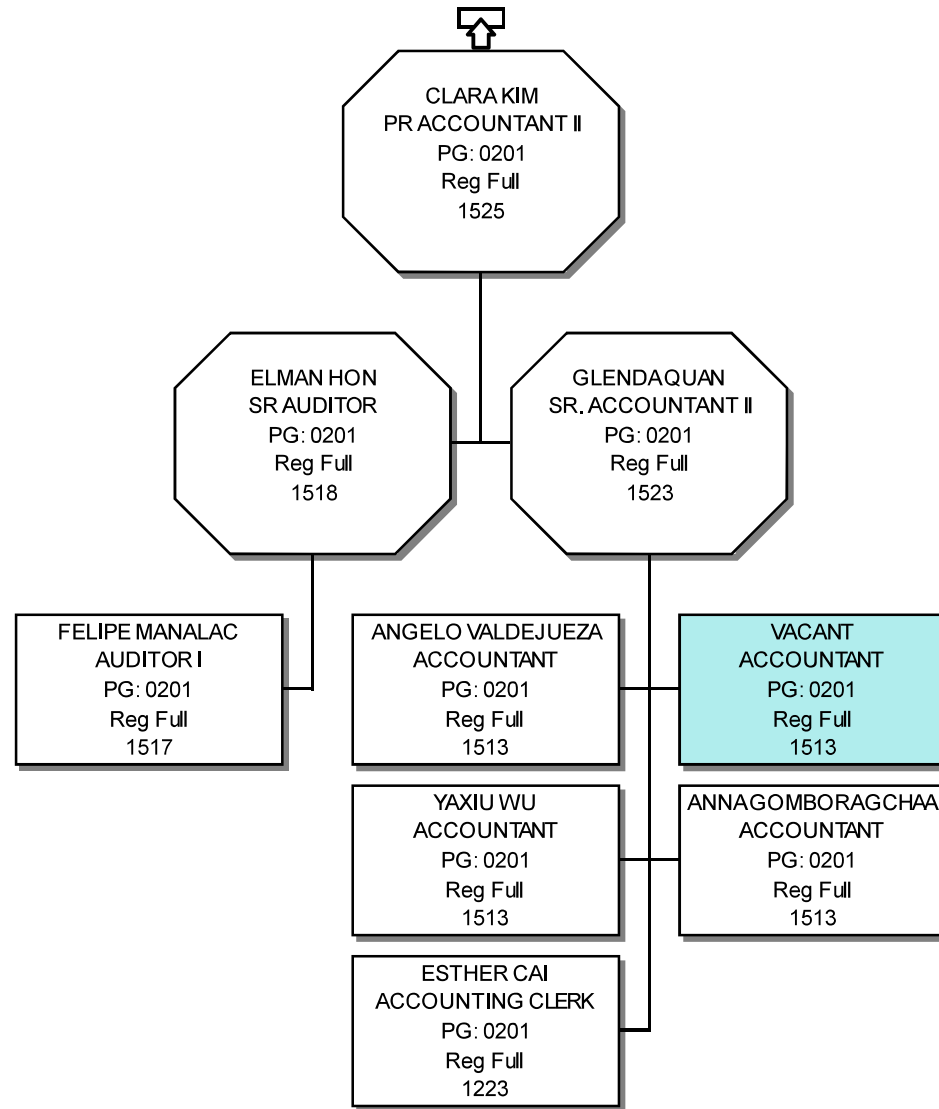 CLARA KIM
PR ACCOUNTANT II
PG: 0201
Reg Full
1525
ELMAN HON
SR AUDITOR
PG: 0201
Reg Full
1518
GLENDA QUAN
SR. ACCOUNTANT II
PG: 0201
Reg Full
1523
FELIPE MANALAC
AUDITOR I
PG: 0201
Reg Full
1517
ANGELO VALDEJUEZA
ACCOUNTANT
PG: 0201
Reg Full
1513
VACANT
ACCOUNTANT
PG: 0201
Reg Full
1513
YAXIU WU
ACCOUNTANT
PG: 0201
Reg Full
1513
ANNA GOMBORAGCHAA
ACCOUNTANT
PG: 0201
Reg Full
1513
ESTHER CAI
ACCOUNTING CLERK
PG: 0201
Reg Full
1223